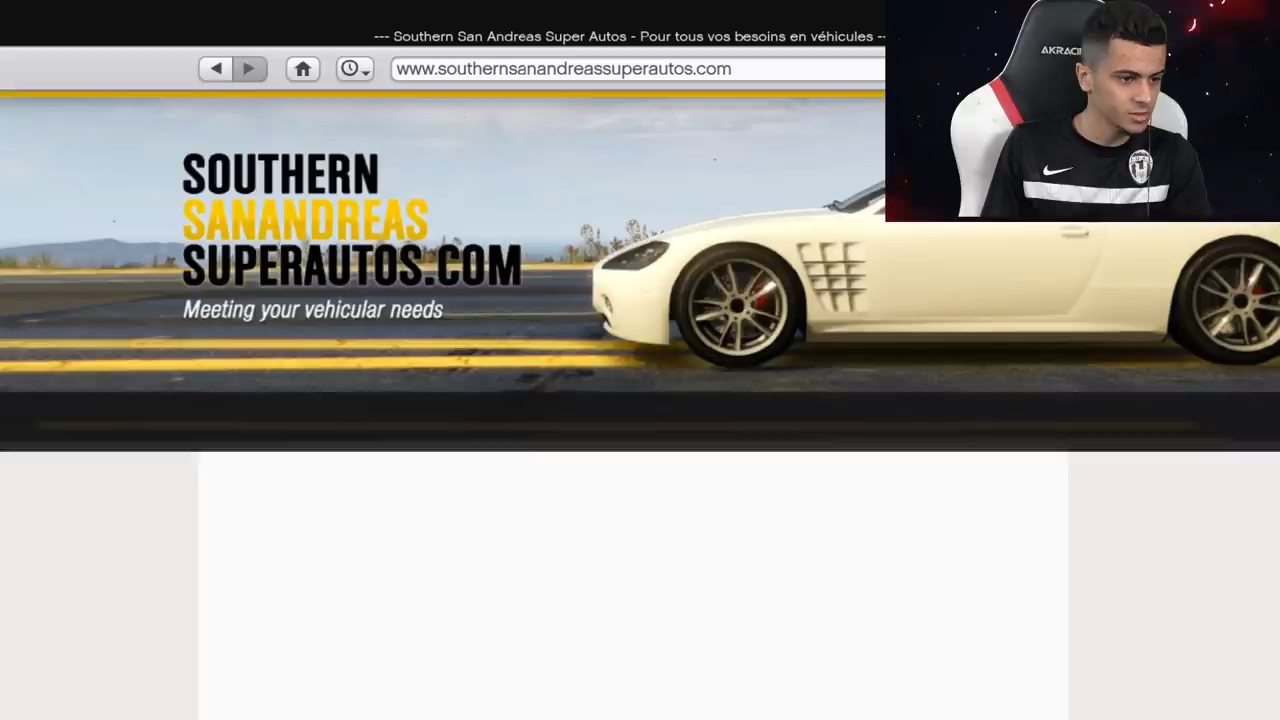 --- Southern San Andreas Super Autos - Pour tous vos besoins en véhicules --
www.southernsanandreassuperautos.com
AKRACI
SOUTHERN
SANANDREAS
SUPERAUTOS.COM
Meeting your vehicular needs